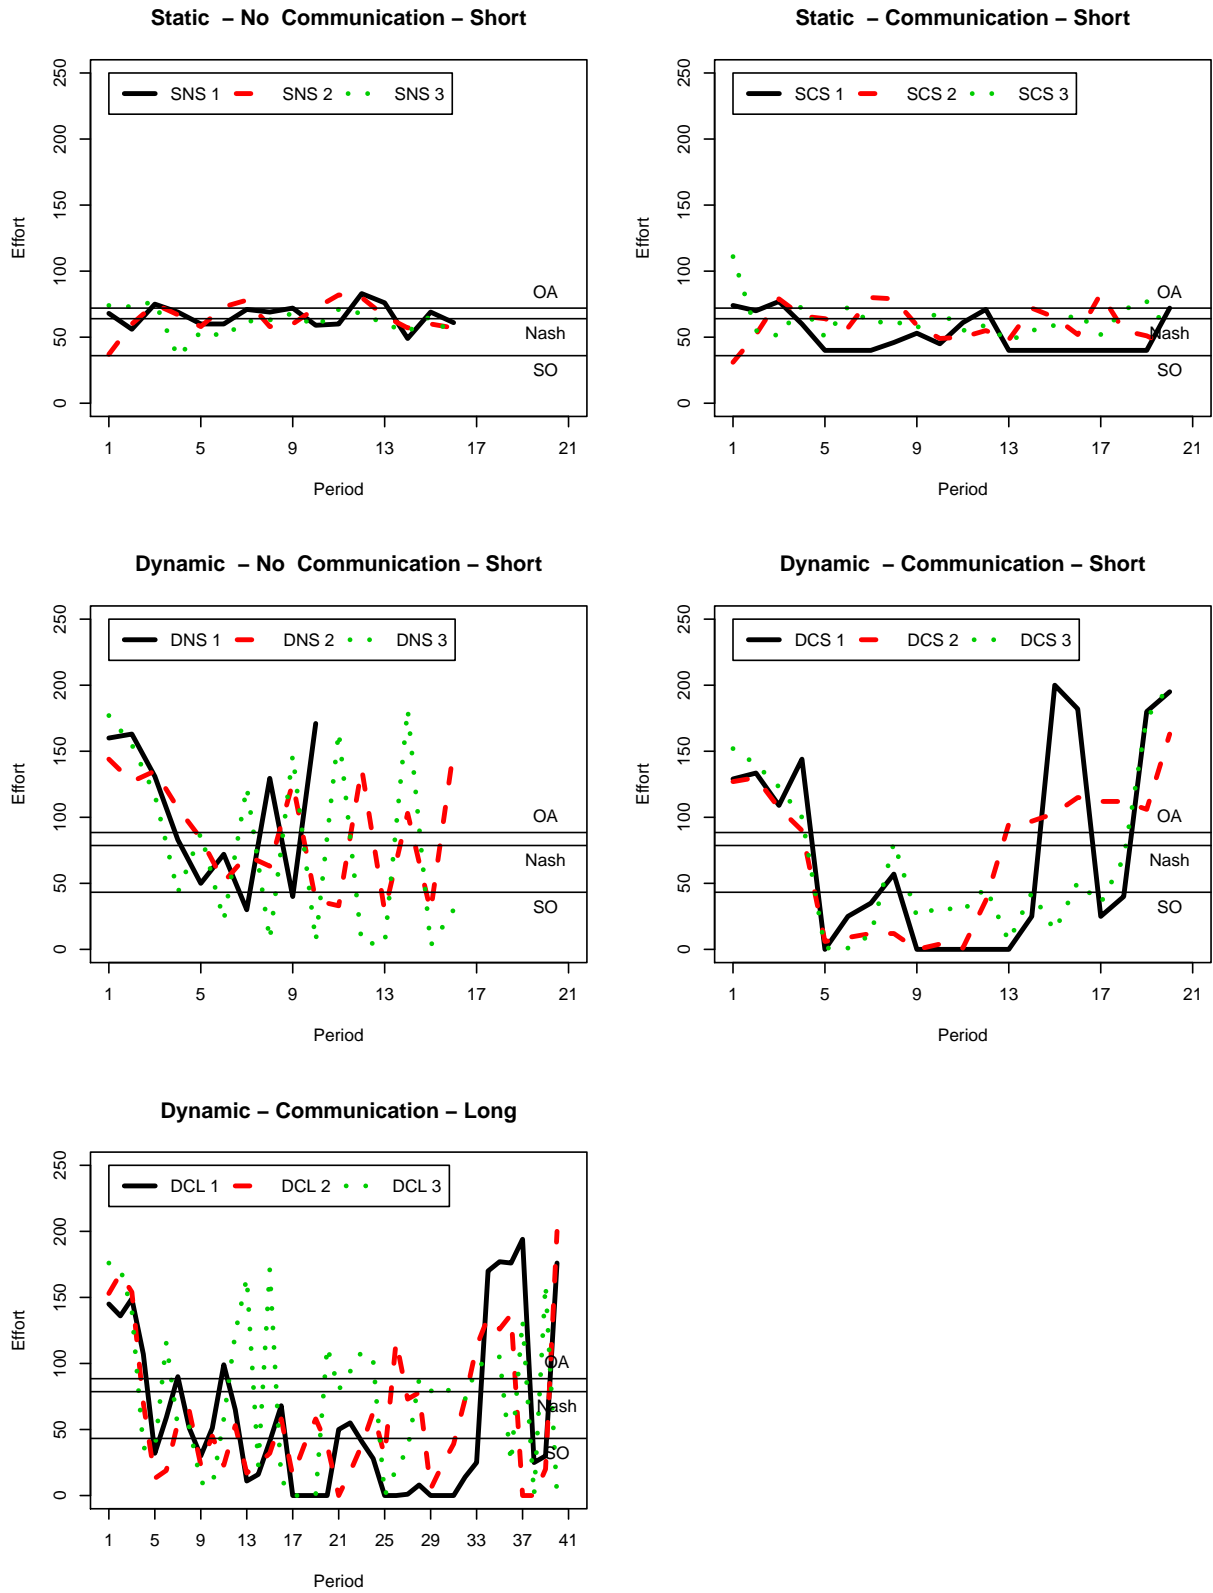 Static – No Communication – Short
SNS 1 SNS 2 SNS 3
250
200
150
100
50
0
Effort
OA
Nash
SO
1 5 9 13 17 21
Period
Static – Communication – Short
SCS 1 SCS 2 SCS 3
250
200
150
100
50
0
Effort
OA
Nash
SO
1 5 9 13 17 21
Period
Dynamic – No Communication – Short
DNS 1 DNS 2 DNS 3
250
200
150
100
50
0
Effort
OA
Nash
SO
1 5 9 13 17 21
Period
Dynamic – Communication – Short
DCS 1 DCS 2 DCS 3
250
200
150
100
50
0
Effort
OA
Nash
SO
1 5 9 13 17 21
Period
Dynamic – Communication – Long
DCL 1 DCL 2 DCL 3
250
200
150
100
50
0
Effort
OA
Nash
SO
1 5 9 13 17 21 25 29 33 37 41
Period